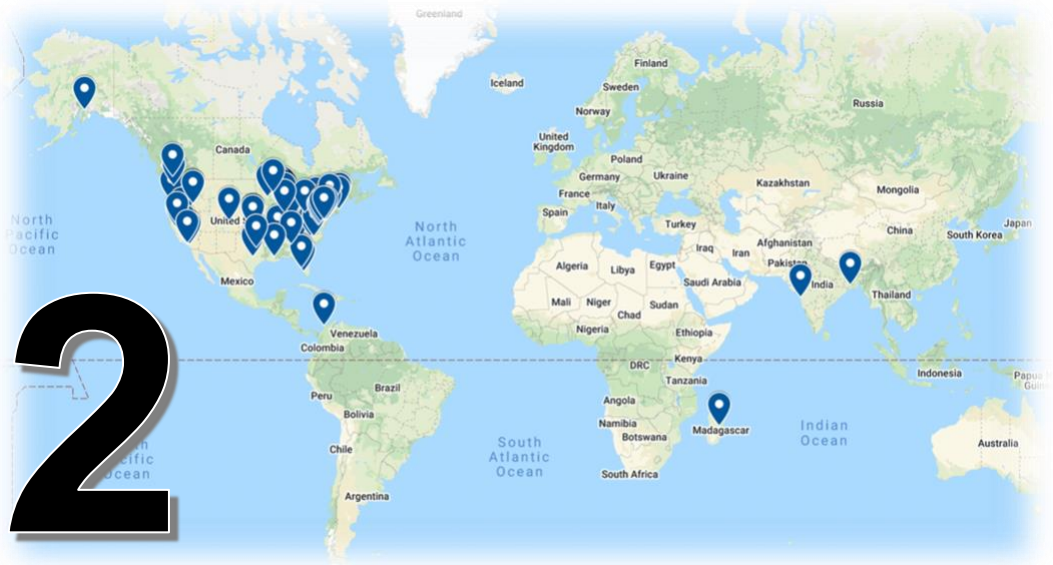 Greenland
Iceland
Finland
Sweden
Norway
Russia
United
Kingdom
Canada
Poland
Germany
Ukraine
France
Kazakhstan
Mongolia
Italy
Spain
North
Pacific
Ocean
United S
North
Atlantic
Ocean
Turkey
China
Japan
South Korea
Iraq
Iran
Afghanistan
Pakistan
Algeria
Libya
Egypt
Saudi Arabia
India
Mexico
Thailand
Mali
Niger
Chad
Sudan
Nigeria
Ethiopia
Venezuela
Colombia
DRC
Kenya
Indonesia
Papua N
Guin
Tanzania
Peru
Brazil
Angola
Bolivia
Namibia
Botswana
Madagascar
Indian
Ocean
Chile
South
Atlantic
Ocean
Australia
cific
cean
South Africa
Argentina
2